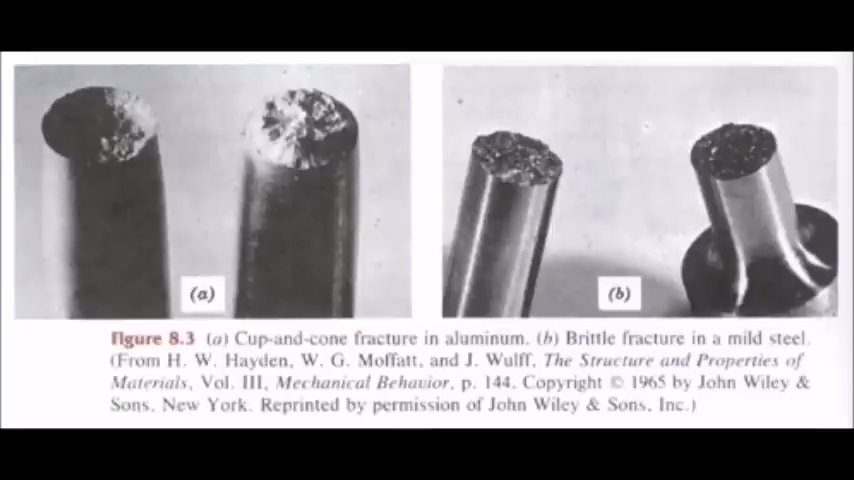 (a)
(b)
Figure 8.3 (a) Cup-and-cone fracture in aluminum. (b) Brittle fracture in a mild steel.
(From H. W. Hayden, W. G. Moffatt, and J. Wulff, The Structure and Properties of
Materials, Vol. III, Mechanical Behavior, p. 144. Copyright © 1965 by John Wiley &
Sons, New York. Reprinted by permission of John Wiley & Sons, Inc.)